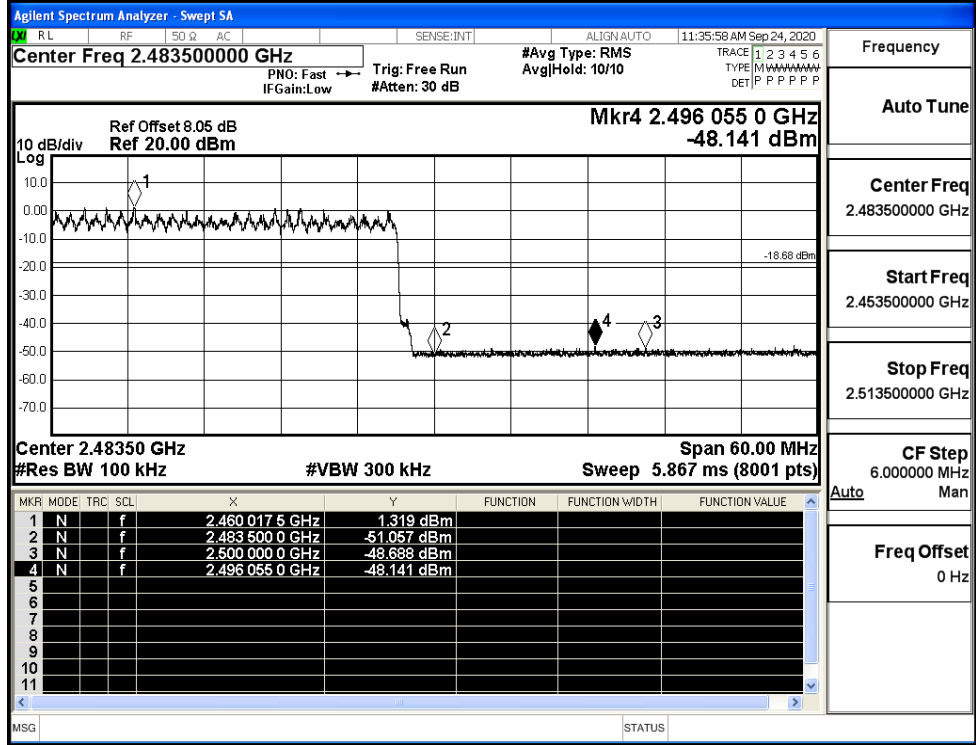 Agilent Spectrum Analyzer - Swept SA
LXI RL RF 50 Ω AC SENSE:INT ALIGNAUTO 11:35:58 AM Sep 24, 2020
Center Freq 2.483500000 GHz
PNO: Fast
IFGain:Low
Trig: Free Run
#Atten: 30 dB
#Avg Type: RMS
Avg|Hold: 10/10
TRACE 1 2 3 4 5 6
TYPE M W W W W W
DET P P P P P P
Mkr4 2.496 055 0 GHz
-48.141 dBm
Ref Offset 8.05 dB
10 dB/div Ref 20.00 dBm
Log
10.0
0.00
-10.0
-20.0
-30.0
-40.0
-50.0
-60.0
-70.0
1
-18.68 dBm
2
4
3
Center 2.48350 GHz Span 60.00 MHz
#Res BW 100 kHz #VBW 300 kHz Sweep 5.867 ms (8001 pts)
MKR MODE TRC SCL X Y FUNCTION FUNCTION WIDTH FUNCTION VALUE
1 N f 2.460 017 5 GHz 1.319 dBm
2 N f 2.483 500 0 GHz -51.057 dBm
3 N f 2.500 000 0 GHz -48.688 dBm
4 N f 2.496 055 0 GHz -48.141 dBm
5
6
7
8
9
10
11
MSG STATUS
Frequency
Auto Tune
Center Freq
2.483500000 GHz
Start Freq
2.453500000 GHz
Stop Freq
2.513500000 GHz
CF Step
6.000000 MHz
Auto Man
Freq Offset
0 Hz